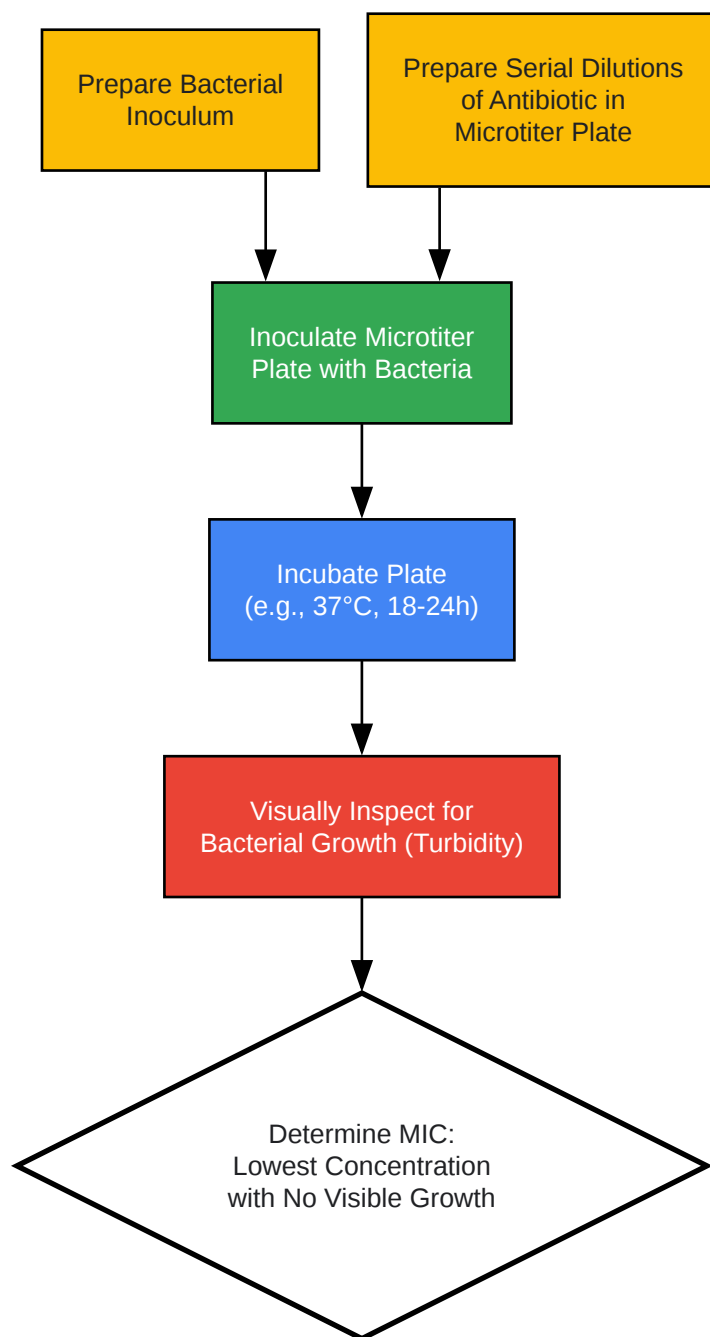 Prepare Bacterial
Inoculum
Prepare Serial Dilutions
of Antibiotic in
Microtiter Plate
Inoculate Microtiter
Plate with Bacteria
Incubate Plate
(e.g., 37°C, 18-24h)
Visually Inspect for
Bacterial Growth (Turbidity)
Determine MIC:
Lowest Concentration
with No Visible Growth